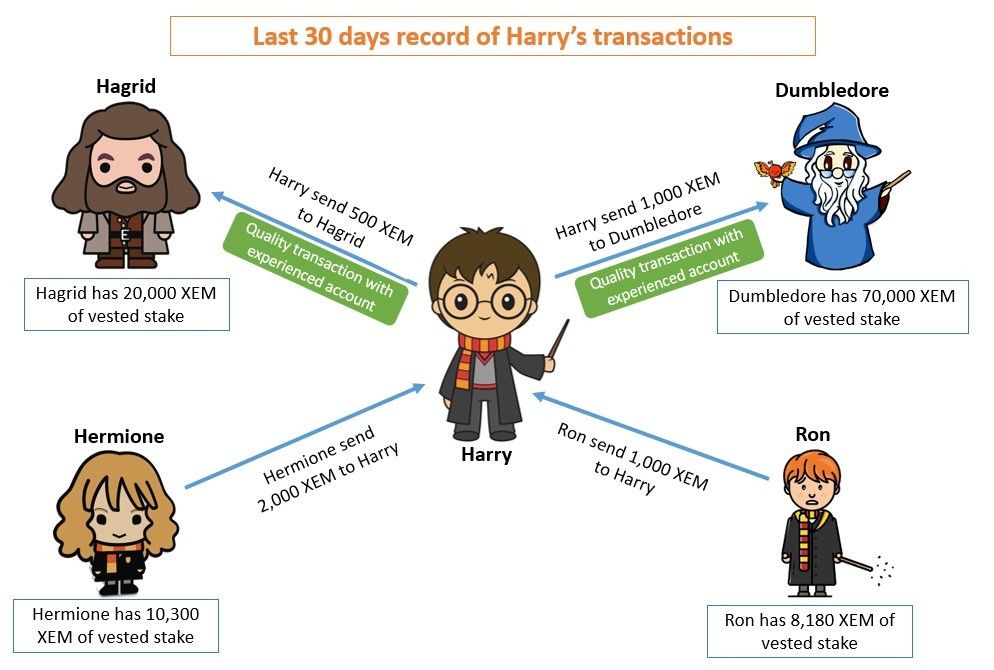 Last 30 days record of Harry's transactions
Hagrid
Dumbledore
Harry send 500 XEM
to Hagrid
Quality transaction with
experienced account
Harry send 1,000 XEM
to Dumbledore
Quality transaction with
experienced account
E
Hagrid has 20,000 XEM
of vested stake
Dumbledore has 70,000 XEM
of vested stake
Harry
Hermione
Hermione send
2,000 XEM to Harry
Ron send 1,000 XEM
to Harry
Ron
Hermione has 10,300
XEM of vested stake
Ron has 8,180 XEM of
vested stake